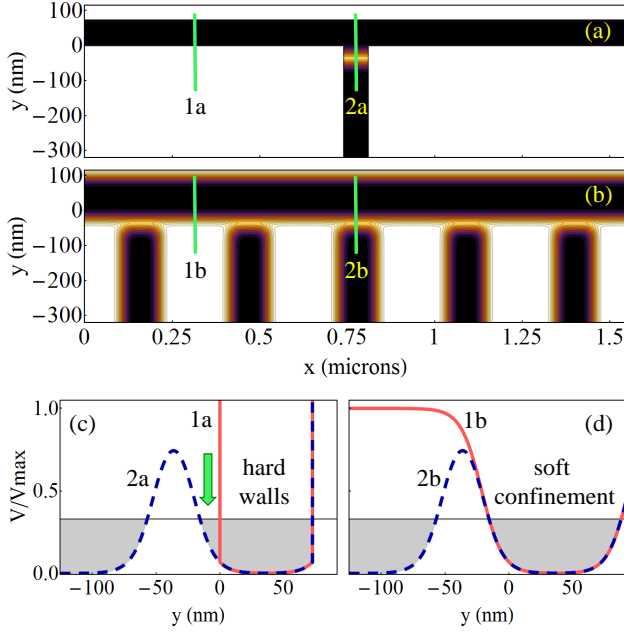 100
0
−100
−200
−300
y (nm)
(a)
1a
2a
100
0
−100
−200
−300
y (nm)
(b)
1b
2b
0
0.25
0.5
0.75
1
1.25
1.5
x (microns)
(c)
1a
2a
hard
walls
1.0
0.5
0.0
V/Vmax
−100
−50
0
50
y (nm)
(d)
1b
2b
soft
confinement
−100
−50
0
50
y (nm)